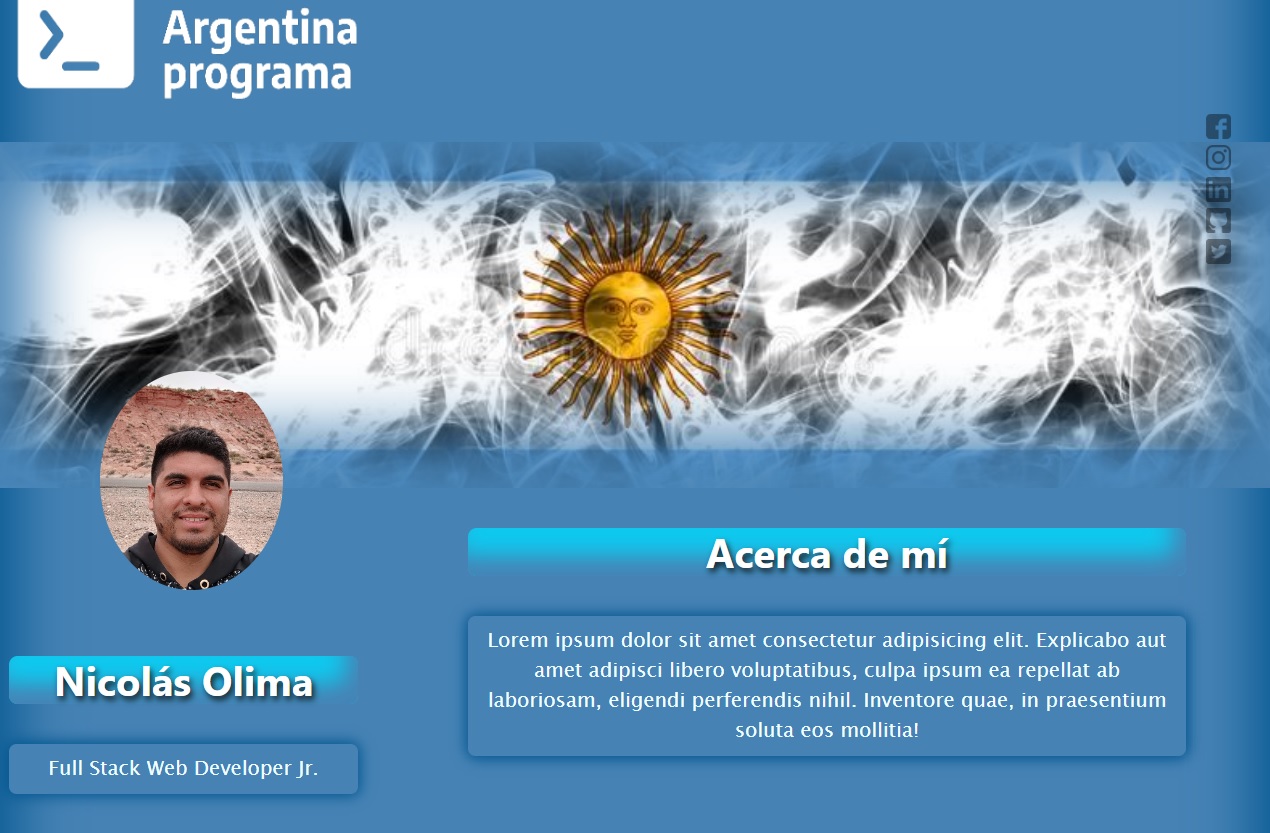 Argentina
programa
Acerca de mí
Lorem ipsum dolor sit amet consectetur adipisicing elit. Explicabo aut
amet adipisci libero voluptatibus, culpa ipsum ea repellat ab
laboriosam, eligendi perferendis nihil. Inventore quae, in praesentium
soluta eos mollitia!
Nicolás Olima
Full Stack Web Developer Jr.